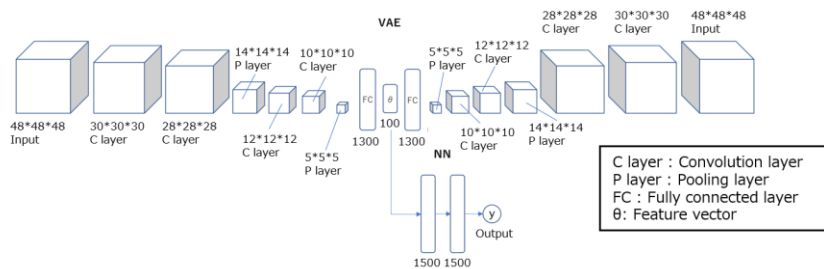 VAE
48*48*48
Input
30*30*30
C layer
28*28*28
C layer
14*14*14
P layer
12*12*12
C layer
10*10*10
C layer
5*5*5
P layer
FC
1300
θ
100
FC
1300
5*5*5
P layer
10*10*10
C layer
12*12*12
C layer
14*14*14
P layer
28*28*28
C layer
30*30*30
C layer
48*48*48
Input
NN
1500
1500
y
Output
C layer : Convolution layer
P layer : Pooling layer
FC : Fully connected layer
θ: Feature vector